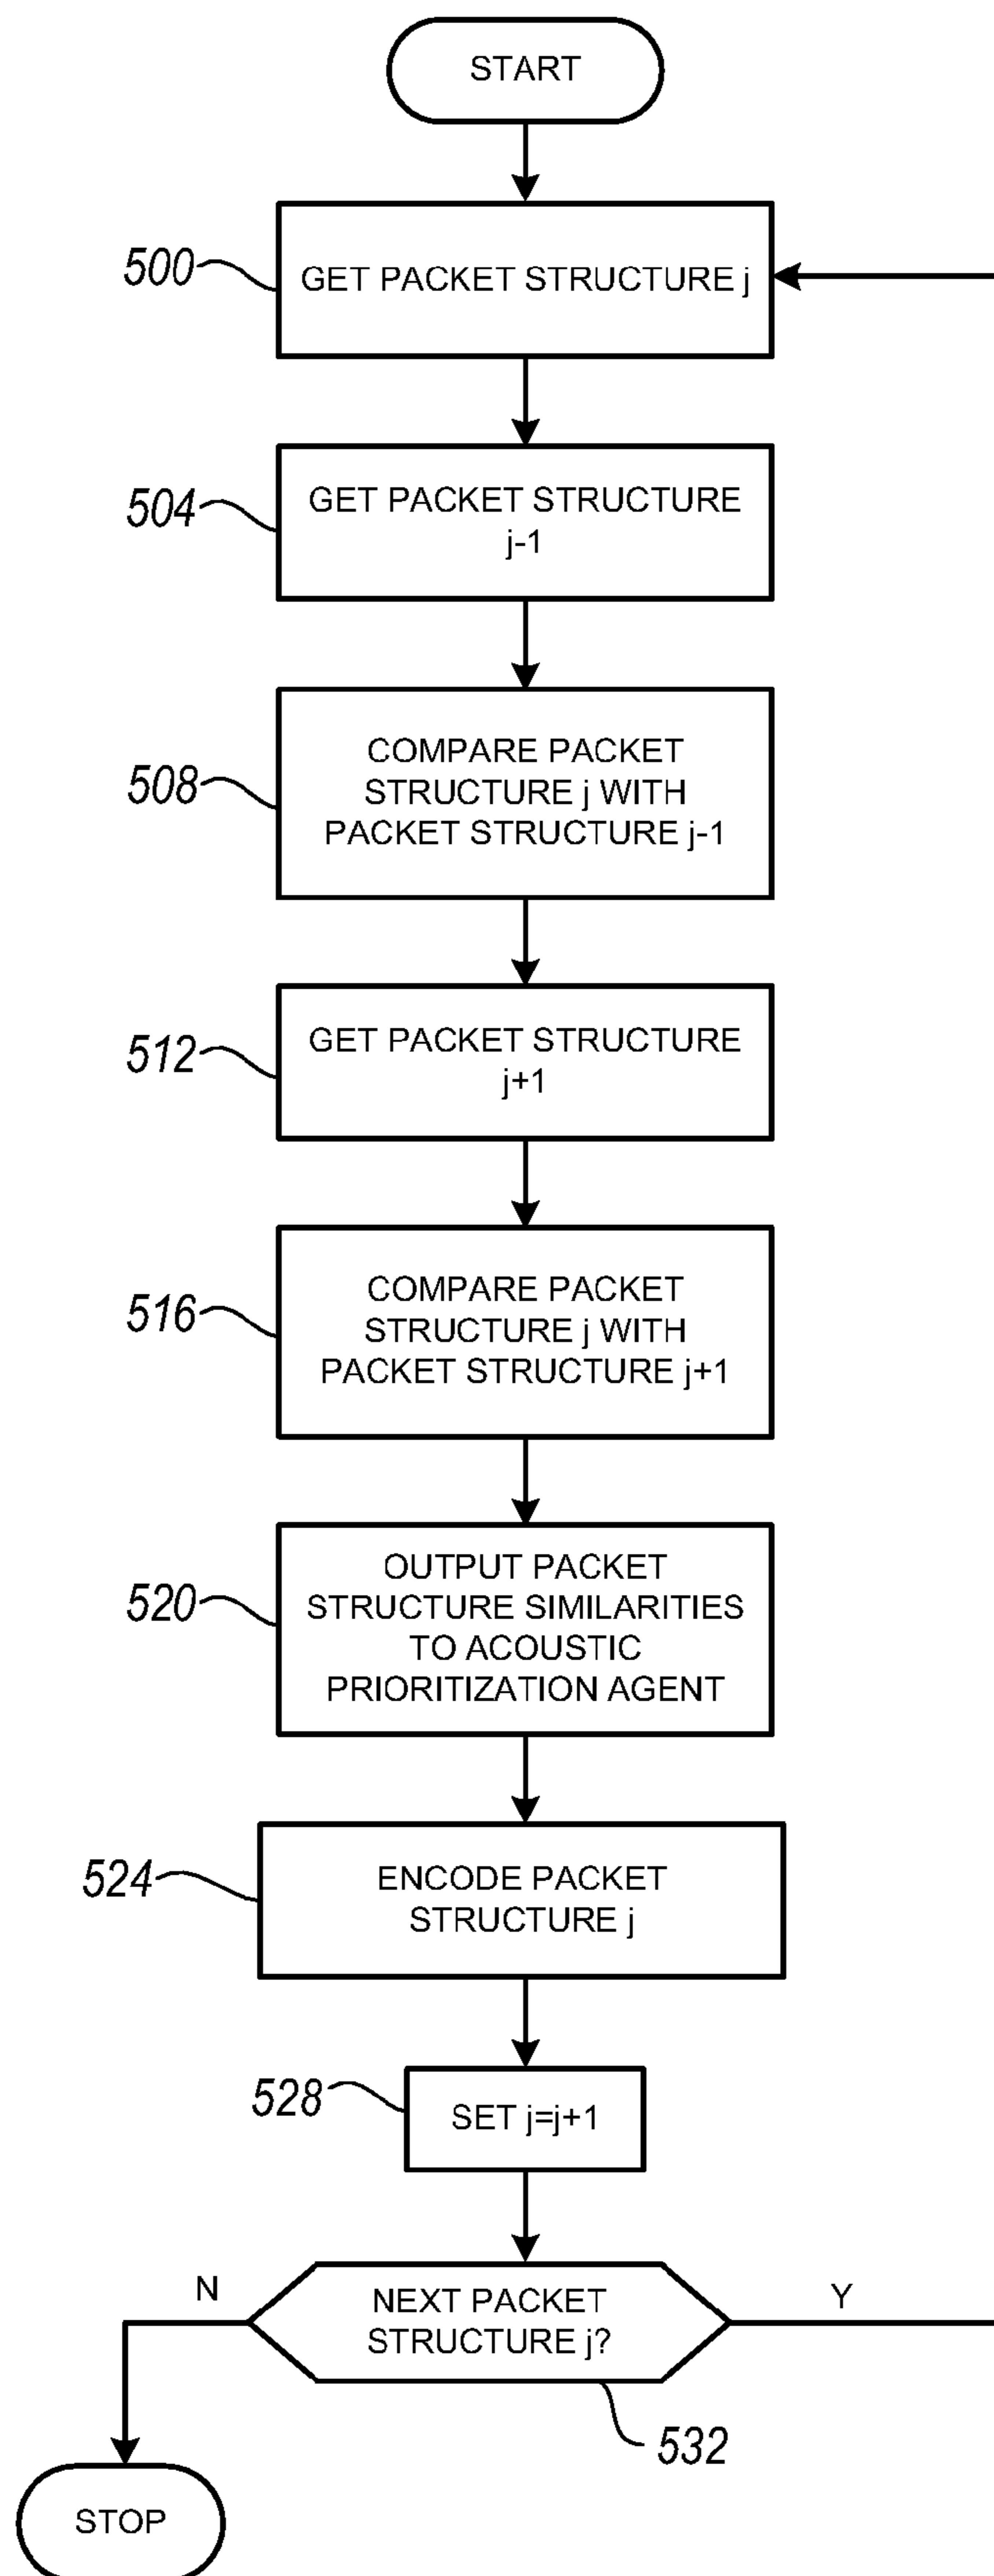 START
500
GET PACKET STRUCTURE j
504
GET PACKET STRUCTURE
j-1
508
COMPARE PACKET
STRUCTURE j WITH
PACKET STRUCTURE j-1
512
GET PACKET STRUCTURE
j+1
516
COMPARE PACKET
STRUCTURE j WITH
PACKET STRUCTURE j+1
520
OUTPUT PACKET
STRUCTURE SIMILARITIES
TO ACOUSTIC
PRIORITIZATION AGENT
524
ENCODE PACKET
STRUCTURE j
528
SET j=j+1
N
NEXT PACKET
STRUCTURE j?
Y
532
STOP